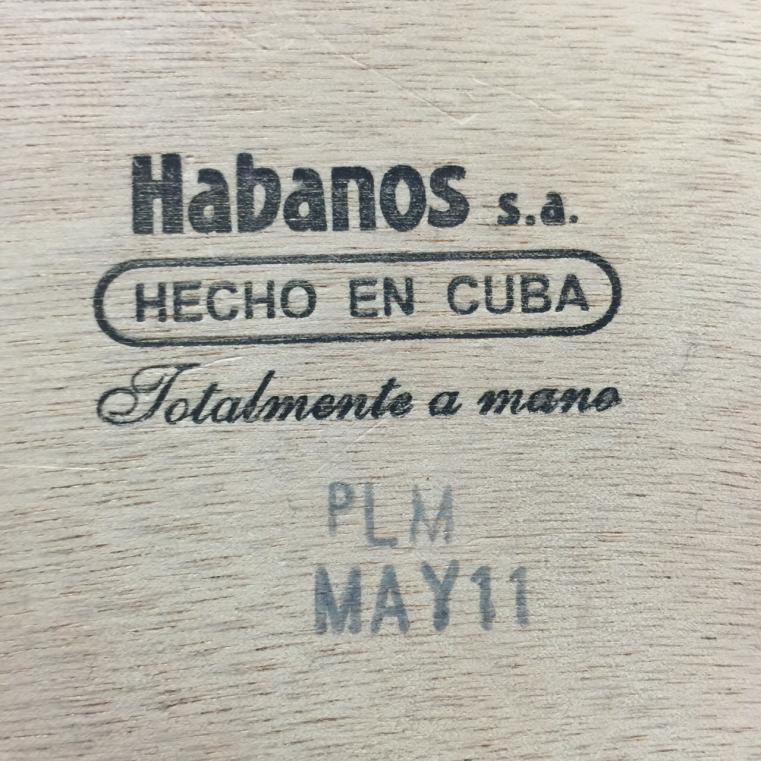 Habanos s.a.
HECHO EN CUBA
Totalmente a mano
PLM
MAY11